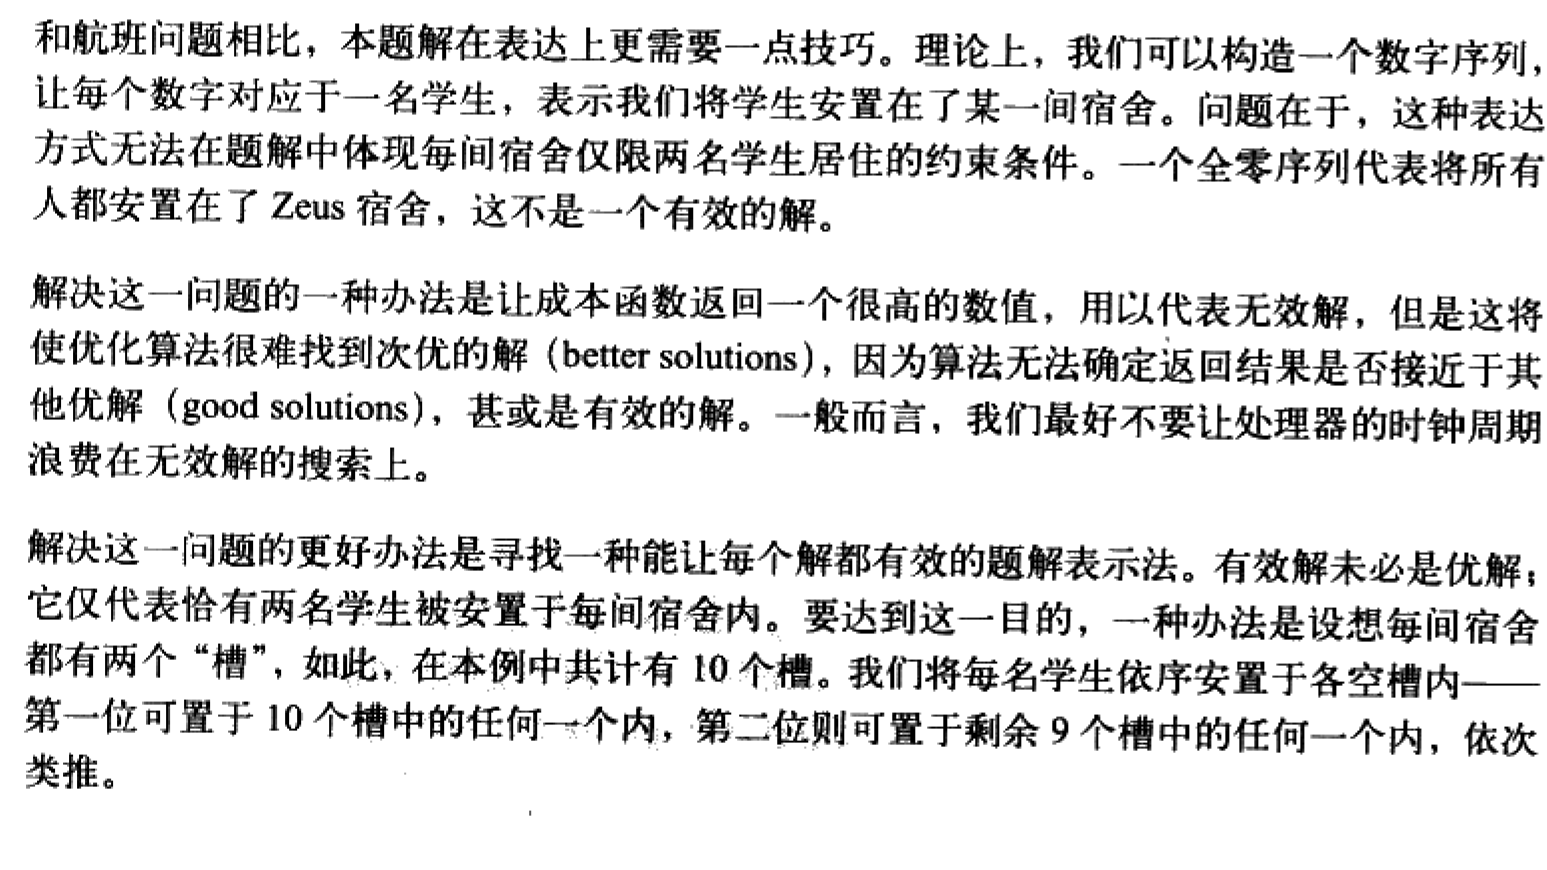 和航班问题相比，本题解在表达上更需要一点技巧。理论上，我们可以构造一个数字序列，
让每个数字对应于一名学生，表示我们将学生安置在了某一间宿舍。问题在于，这种表达
方式无法在题解中体现每间宿舍仅限两名学生居住的约束条件。一个全零序列代表将所有
人都安置在了 Zeus 宿舍，这不是一个有效的解。
解决这一问题的一种办法是让成本函数返回一个很高的数值，用以代表无效解，但是这将
使优化算法很难找到次优的解（better solutions），因为算法无法确定返回结果是否接近于其
他优解（good solutions），甚或是有效的解。一般而言，我们最好不要让处理器的时钟周期
浪费在无效解的搜索上。
解决这一问题的更好办法是寻找一种能让每个解都有效的题解表示法。有效解未必是优解；
它仅代表恰有两名学生被安置于每间宿舍内。要达到这一目的，一种办法是设想每间宿舍
都有两个“槽”，如此，在本例中共计有 10 个槽。我们将每名学生依序安置于各空槽内——
第一位可置于 10 个槽中的任何一个内，第二位则可置于剩余 9 个槽中的任何一个内，依次
类推。